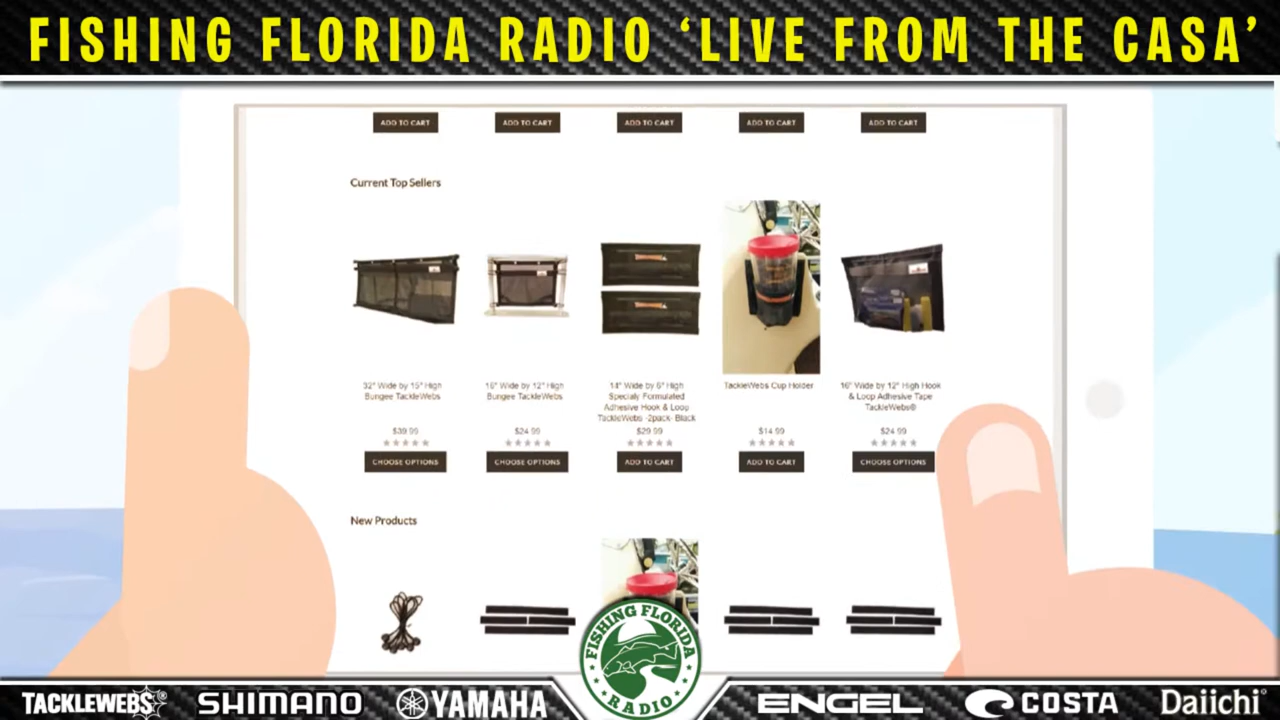 FISHING FLORIDA RADIO ‘LIVE FROM THE CASA’
ADD TO CART ADD TO CART ADD TO CART ADD TO CART ADD TO CART
Current Top Sellers
32" Wide by 15" High
Bungee TackleWebs
$39.99
CHOOSE OPTIONS
16" Wide by 12" High
Bungee TackleWebs
$24.99
CHOOSE OPTIONS
14" Wide by 6" High
Specialy Formulated
Adhesive Hook & Loop
TackleWebs -2pack- Black
$29.99
ADD TO CART
TackleWebs Cup Holder
$14.99
ADD TO CART
16" Wide by 12" High Hook
& Loop Adhesive Tape
TackleWebs®
$24.99
CHOOSE OPTIONS
New Products
FISHING FLORIDA
RADIO
TACKLEWEBS® SHIMANO YAMAHA ENGEL COSTA Daiichi®